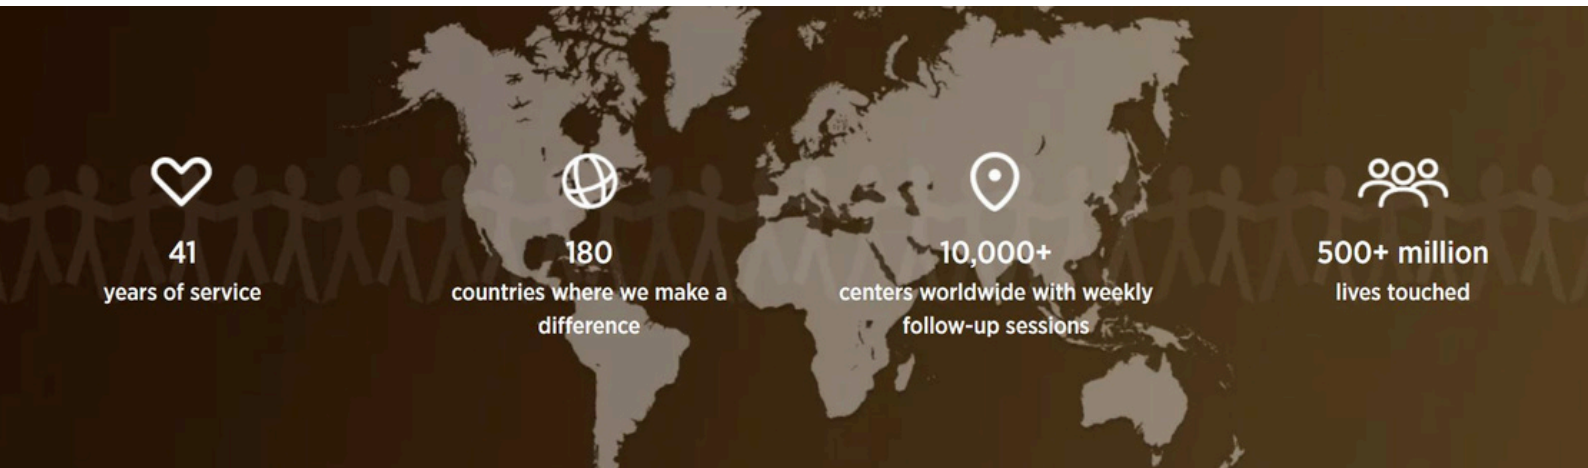 41
years of service
180
countries where we make a
difference
10,000+
centers worldwide with weekly
follow-up sessions
500+ million
lives touched